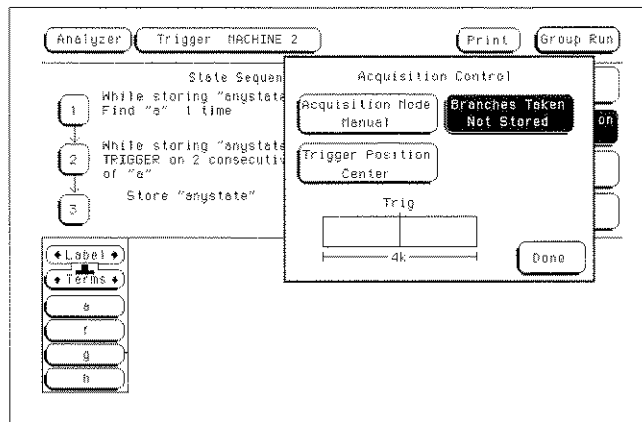 Analyzer
Trigger MACHINE 2
Print
Group Run
State Sequen
1
While storing "anystate
Find "a" 1 time
2
While storing "anystate
TRIGGER on 2 consecutiv
of "a"
3
Store "anystate"
Acquisition Control
Acquisition Mode
Manual
Branches Taken
Not Stored
Trigger Position
Center
Trig
4k
Done
on
Label
Terms
a
f
g
h